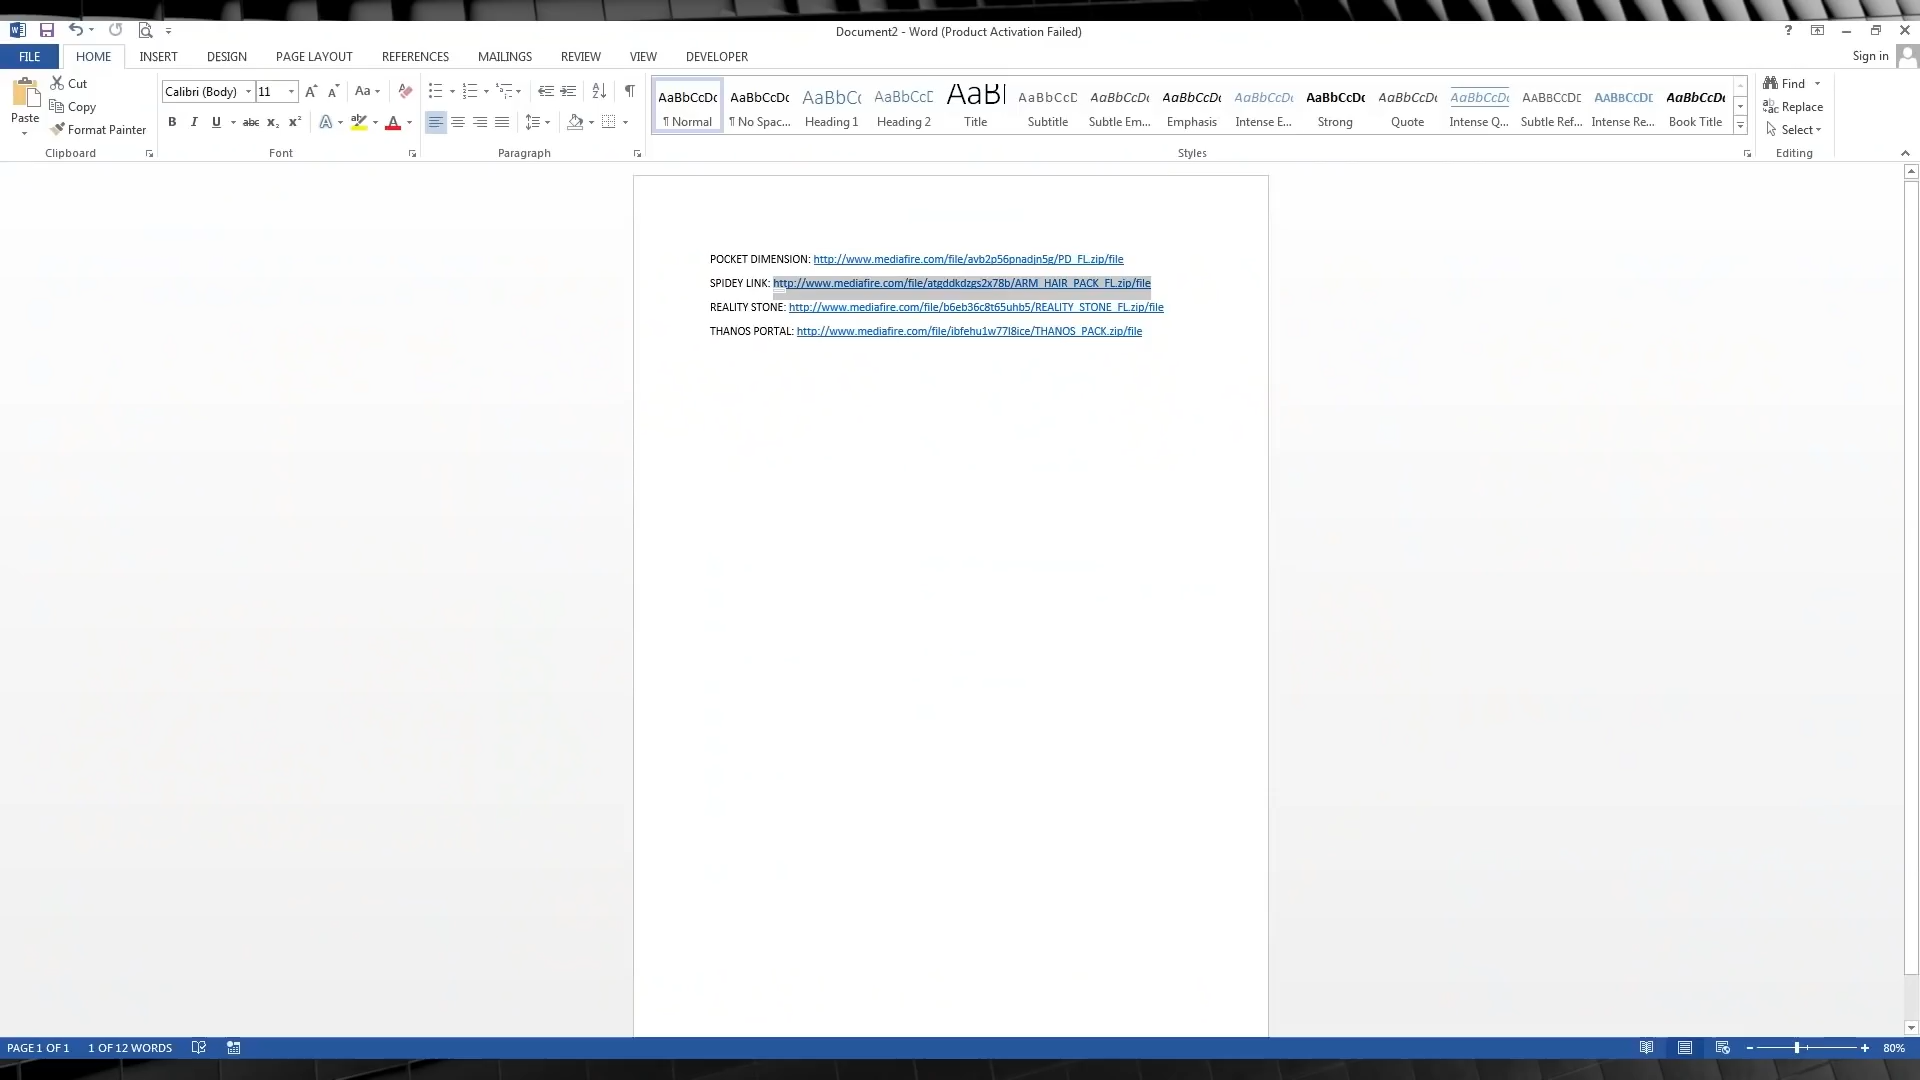 Document2 - Word (Product Activation Failed)
FILE HOME INSERT DESIGN PAGE LAYOUT REFERENCES MAILINGS REVIEW VIEW DEVELOPER Sign in
Paste
Cut
Copy
Format Painter
Clipboard
Calibri (Body) 11
Font
Paragraph
AaBbCcDc AaBbCcDc AaBbCc AaBbCcD AaB AaBbCcD AaBbCcDc AaBbCcDc AaBbCcDc AaBbCcDc AaBbCcDc AaBbCcDc AaBbCcDd AaBbCcDd AaBbCcDc
¶ Normal ¶ No Spac... Heading 1 Heading 2 Title Subtitle Subtle Em... Emphasis Intense E... Strong Quote Intense Q... Subtle Ref... Intense Re... Book Title
Styles
Find
Replace
Select
Editing
POCKET DIMENSION: http://www.mediafire.com/file/avb2p56pnadjn5g/PD_FL.zip/file
SPIDEY LINK: http://www.mediafire.com/file/atgddkdzgs2x78b/ARM_HAIR_PACK_FL.zip/file
REALITY STONE: http://www.mediafire.com/file/b6eb36c8t65uhb5/REALITY_STONE_FL.zip/file
THANOS PORTAL: http://www.mediafire.com/file/ibfehu1w77l8ice/THANOS_PACK.zip/file
PAGE 1 OF 1 1 OF 12 WORDS 80%